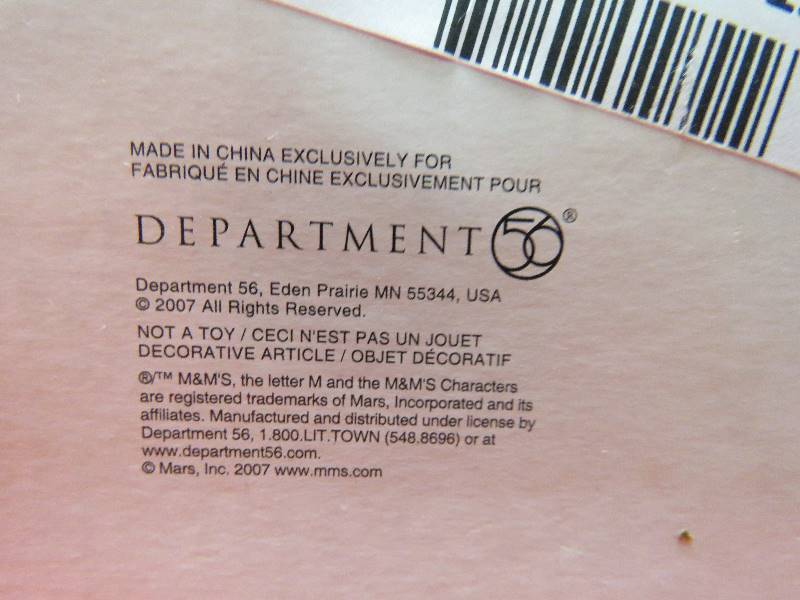 MADE IN CHINA EXCLUSIVELY FOR
FABRIQUÉ EN CHINE EXCLUSIVEMENT POUR
DEPARTMENT 56®
Department 56, Eden Prairie MN 55344, USA
© 2007 All Rights Reserved.
NOT A TOY / CECI N'EST PAS UN JOUET
DECORATIVE ARTICLE / OBJET DÉCORATIF
®/™ M&M'S, the letter M and the M&M'S Characters
are registered trademarks of Mars, Incorporated and its
affiliates. Manufactured and distributed under license by
Department 56, 1.800.LIT.TOWN (548.8696) or at
www.department56.com.
© Mars, Inc. 2007 www.mms.com